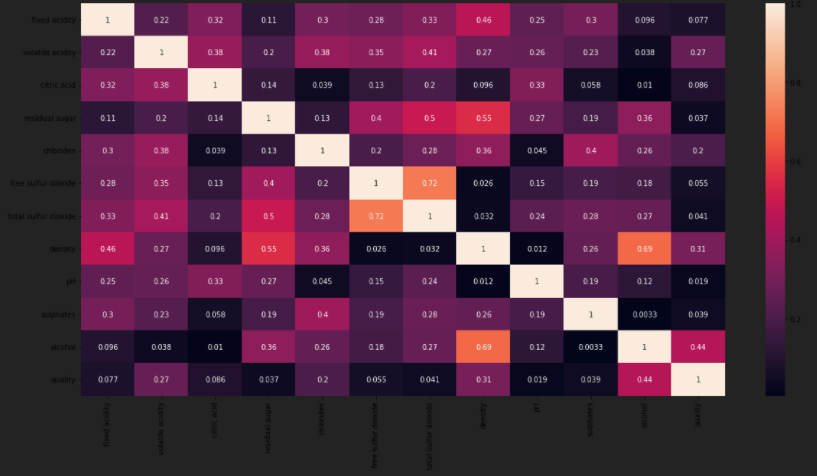 fixed acidity 1 0.22 0.32 0.11 0.3 0.28 0.33 0.46 0.25 0.3 0.096 0.077
volatile acidity 0.22 1 0.38 0.2 0.38 0.35 0.41 0.27 0.26 0.23 0.038 0.27
citric acid 0.32 0.38 1 0.14 0.039 0.13 0.2 0.096 0.33 0.058 0.01 0.086
residual sugar 0.11 0.2 0.14 1 0.13 0.4 0.5 0.55 0.27 0.19 0.36 0.037
chlorides 0.3 0.38 0.039 0.13 1 0.2 0.28 0.36 0.045 0.4 0.26 0.2
free sulfur dioxide 0.28 0.35 0.13 0.4 0.2 1 0.72 0.026 0.15 0.19 0.18 0.055
total sulfur dioxide 0.33 0.41 0.2 0.5 0.28 0.72 1 0.032 0.24 0.28 0.27 0.041
density 0.46 0.27 0.096 0.55 0.36 0.026 0.032 1 0.012 0.26 0.69 0.31
pH 0.25 0.26 0.33 0.27 0.045 0.15 0.24 0.012 1 0.19 0.12 0.019
sulphates 0.3 0.23 0.058 0.19 0.4 0.19 0.28 0.26 0.19 1 0.0033 0.039
alcohol 0.096 0.038 0.01 0.36 0.26 0.18 0.27 0.69 0.12 0.0033 1 0.44
quality 0.077 0.27 0.086 0.037 0.2 0.055 0.041 0.31 0.019 0.039 0.44 1
fixed acidity
volatile acidity
citric acid
residual sugar
chlorides
free sulfur dioxide
total sulfur dioxide
density
pH
sulphates
alcohol
quality
1.0
0.8
0.6
0.4
0.2